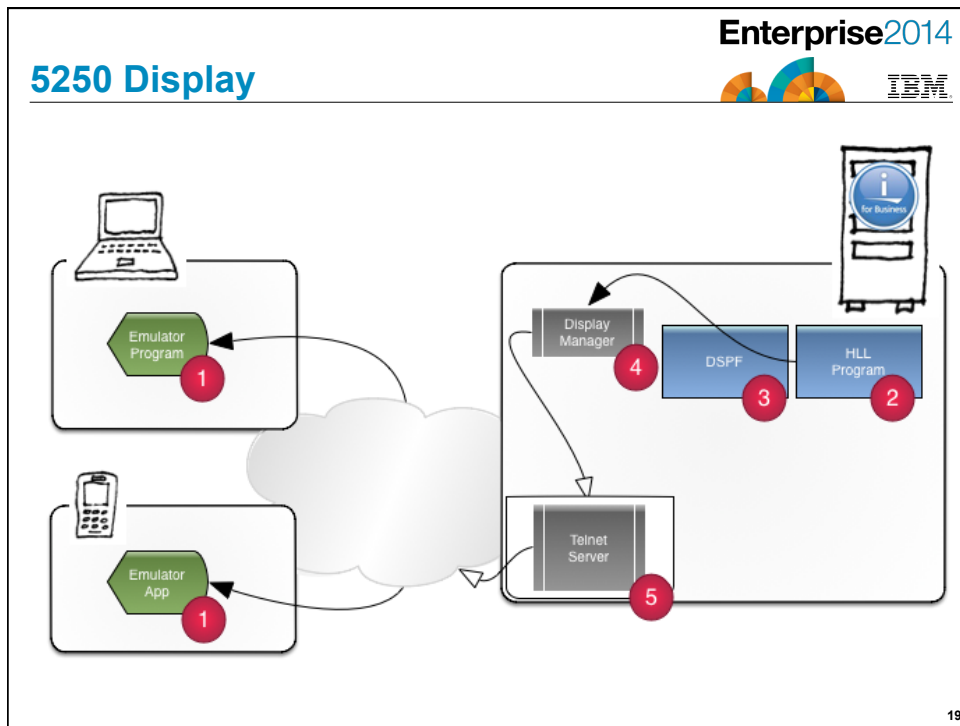 Enterprise2014
5250 Display
IBM.
i
for Business
Emulator
Program
1
Display
Manager
4
DSPF
3
HLL
Program
2
Emulator
App
1
Telnet
Server
5
19